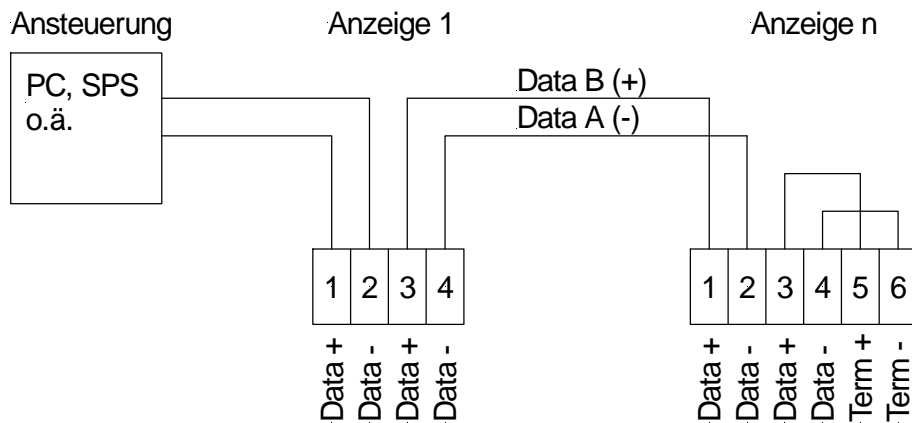 Ansteuerung
Anzeige 1
Anzeige n
PC, SPS
o.ä.
Data B (+)
Data A (-)
1 2 3 4
1 2 3 4 5 6
Data +
Data -
Data +
Data -
Data +
Data -
Data +
Data -
Term +
Term -